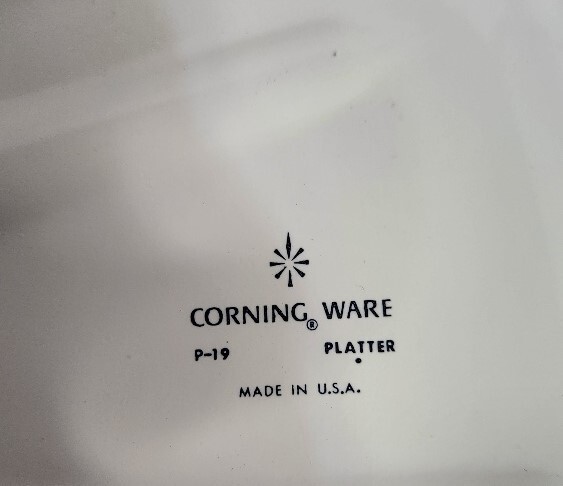 CORNING® WARE
P-19 PLATTER
MADE IN U.S.A.